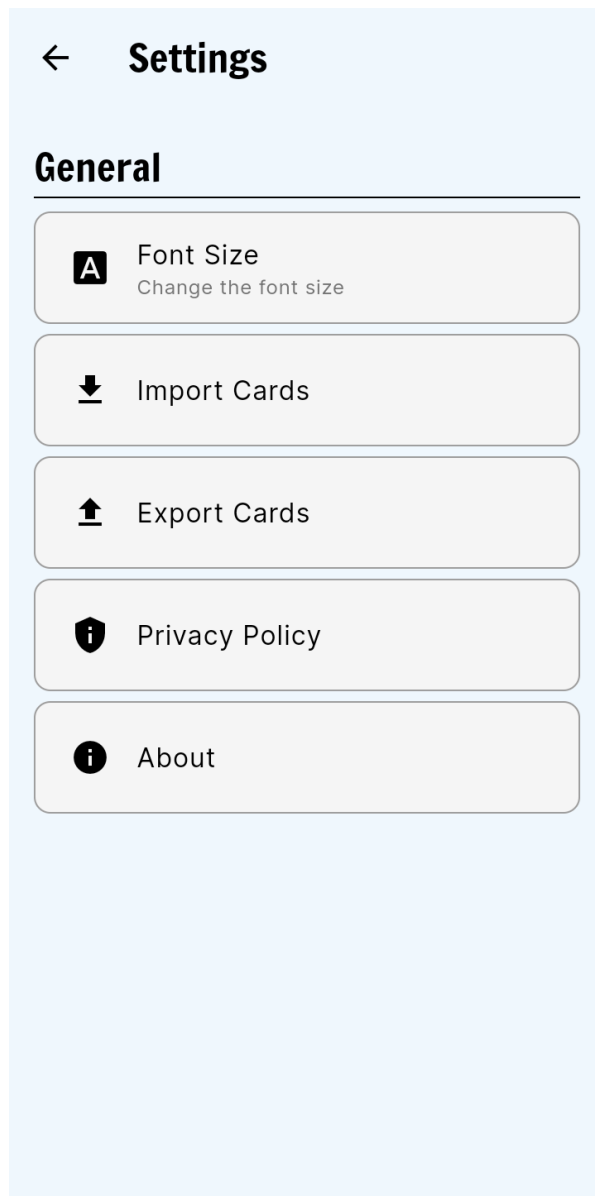 Settings
General
Font Size
Change the font size
Import Cards
Export Cards
Privacy Policy
About